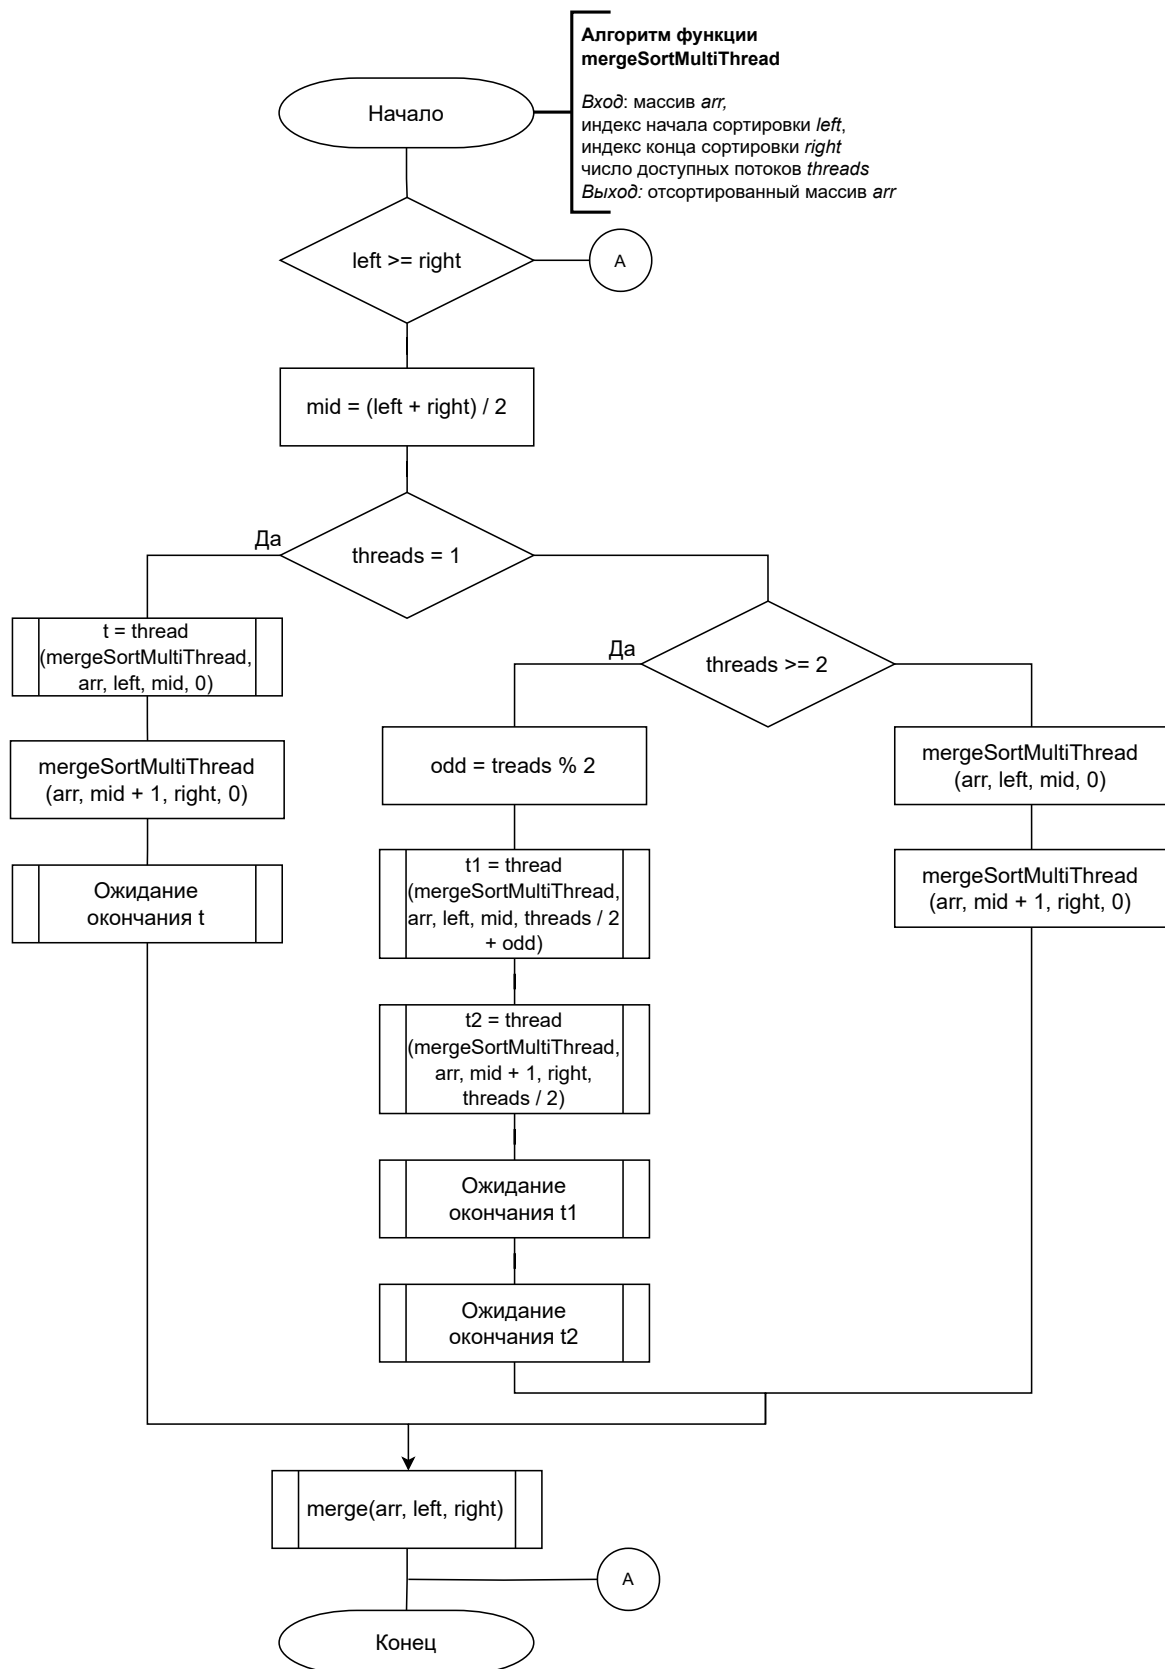 Алгоритм функции
mergeSortMultiThread
Вход: массив arr,
индекс начала сортировки left,
индекс конца сортировки right
число доступных потоков threads
Выход: отсортированный массив arr
Начало
left >= right
A
mid = (left + right) / 2
Да
threads = 1
t = thread
(mergeSortMultiThread,
arr, left, mid, 0)
mergeSortMultiThread
(arr, mid + 1, right, 0)
Ожидание
окончания t
Да
threads >= 2
odd = treads % 2
t1 = thread
(mergeSortMultiThread,
arr, left, mid, threads / 2
+ odd)
t2 = thread
(mergeSortMultiThread,
arr, mid + 1, right,
threads / 2)
Ожидание
окончания t1
Ожидание
окончания t2
mergeSortMultiThread
(arr, left, mid, 0)
mergeSortMultiThread
(arr, mid + 1, right, 0)
merge(arr, left, right)
A
Конец